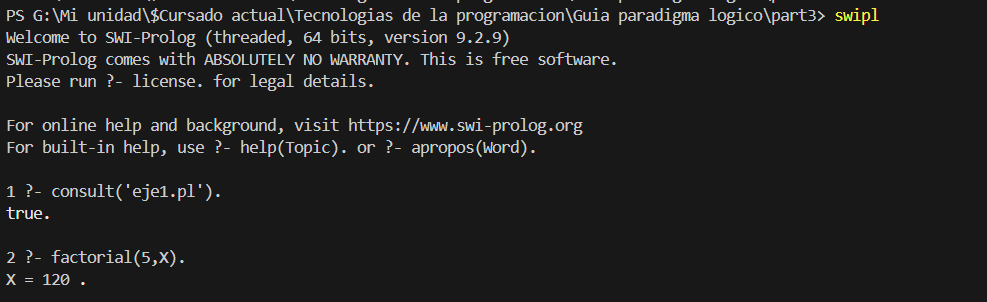 PS G:\Mi unidad\$Cursado actual\Tecnologias de la programacion\Guia paradigma logico\part3> swipl
Welcome to SWI-Prolog (threaded, 64 bits, version 9.2.9)
SWI-Prolog comes with ABSOLUTELY NO WARRANTY. This is free software.
Please run ?- license. for legal details.
For online help and background, visit https://www.swi-prolog.org
For built-in help, use ?- help(Topic). or ?- apropos(Word).
1 ?- consult('eje1.pl').
true.
2 ?- factorial(5,X).
X = 120 .